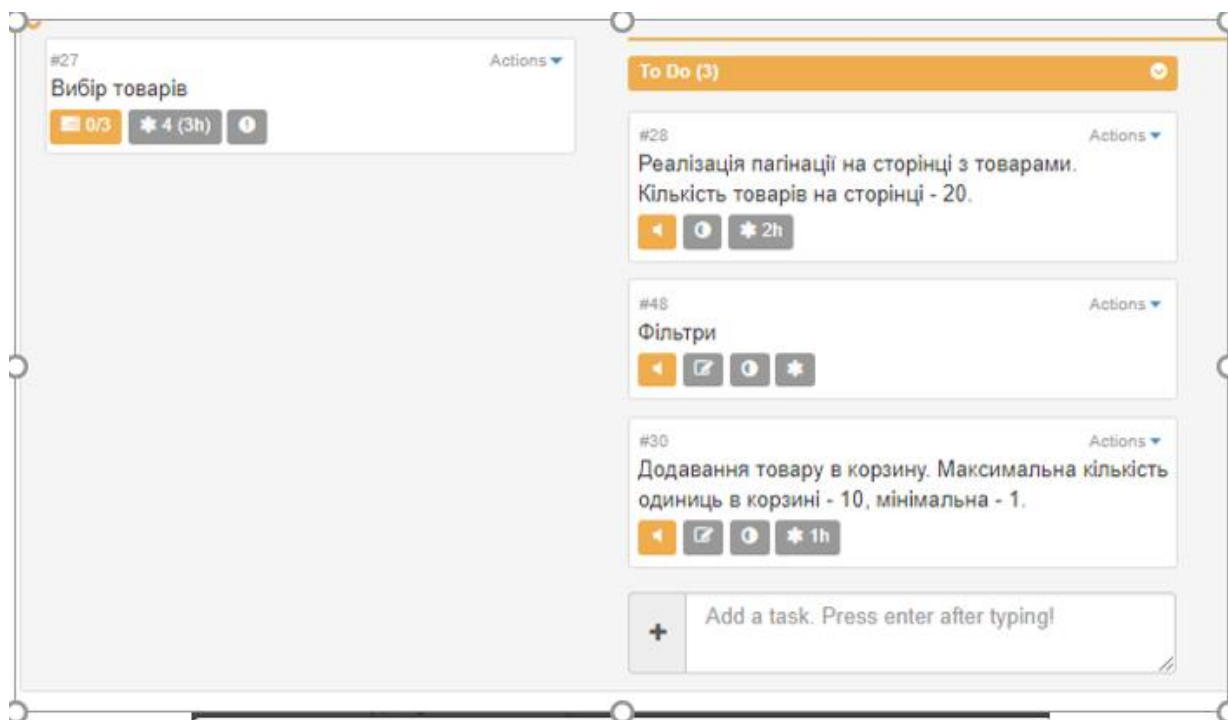 #27
Actions
Вибір товарів
0/3
4 (3h)
To Do (3)
#28
Actions
Реалізація пагінації на сторінці з товарами.
Кількість товарів на сторінці - 20.
2h
#48
Actions
Фільтри
#30
Actions
Додавання товару в корзину. Максимальна кількість
одиниць в корзині - 10, мінімальна - 1.
1h
Add a task. Press enter after typing!